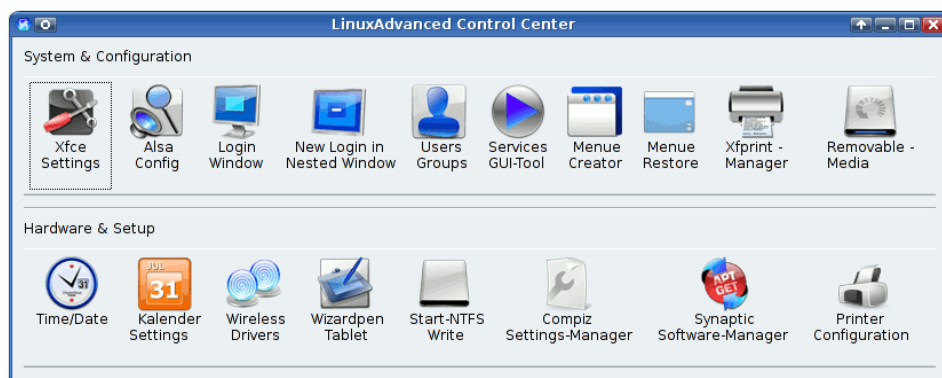 LinuxAdvanced Control Center
System & Configuration
Xfce
Settings
Alsa
Config
Login
Window
New Login in
Nested Window
Users
Groups
Services
GUI-Tool
Menue
Creator
Menue
Restore
Xfprint -
Manager
Removable -
Media
Hardware & Setup
31
Time/Date
JUL
31
Kalender
Settings
Wireless
Drivers
Wizardpen
Tablet
Start-NTFS
Write
Compiz
Settings-Manager
APT
GET
Synaptic
Software-Manager
Printer
Configuration